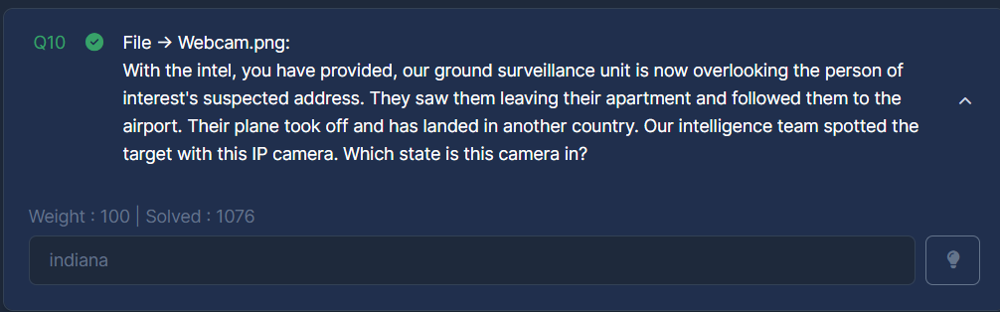 Q10 File → Webcam.png:
With the intel, you have provided, our ground surveillance unit is now overlooking the person of
interest's suspected address. They saw them leaving their apartment and followed them to the
airport. Their plane took off and has landed in another country. Our intelligence team spotted the
target with this IP camera. Which state is this camera in?
Weight : 100 | Solved : 1076
indiana